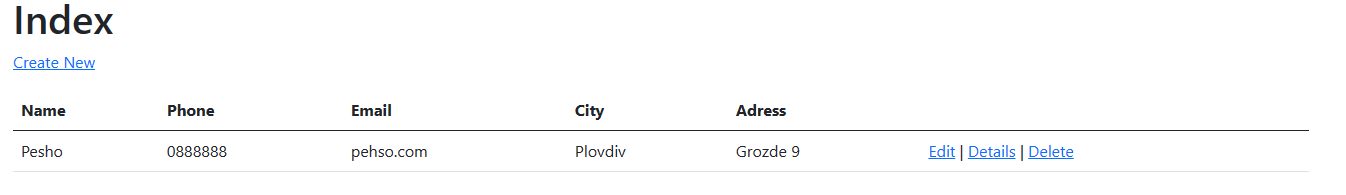 Index
Create New
Name Phone Email City Adress
Pesho 0888888 pehso.com Plovdiv Grozde 9 Edit | Details | Delete